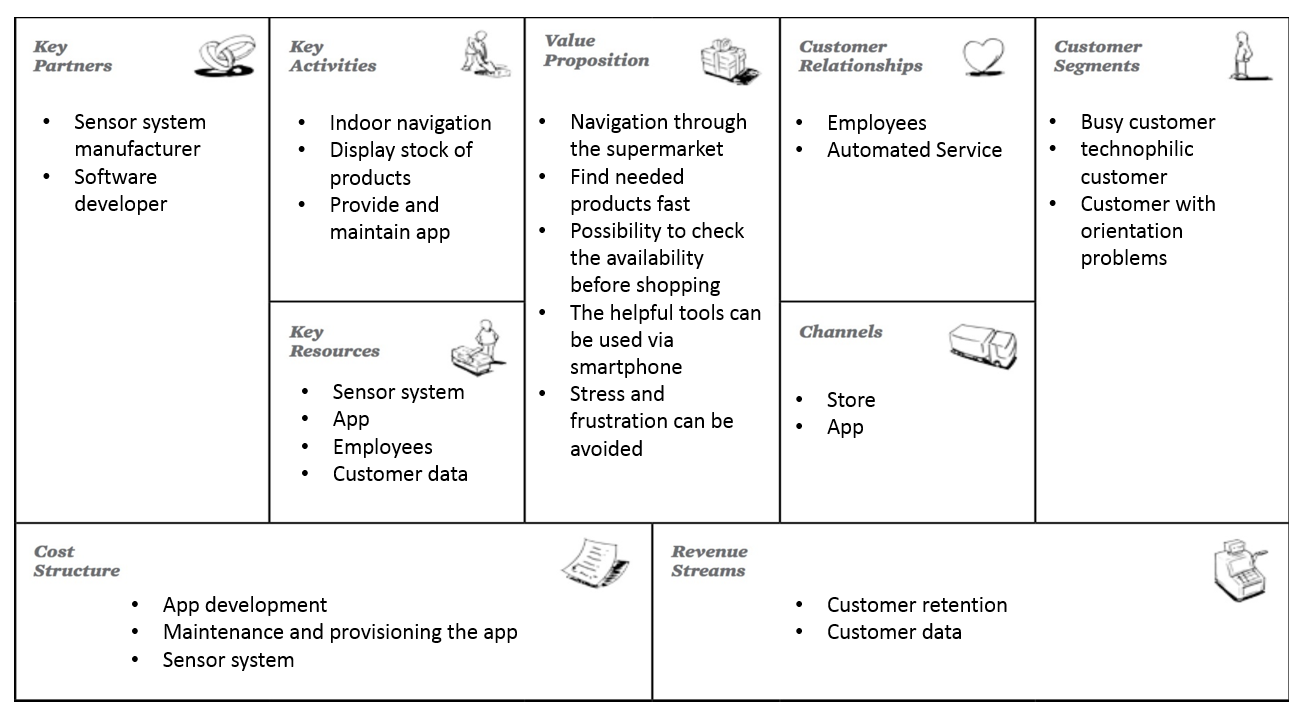 Key
Partners
• Sensor system
manufacturer
• Software
developer
Key
Activities
• Indoor navigation
• Display stock of
products
• Provide and
maintain app
Key
Resources
• Sensor system
• App
• Employees
• Customer data
Value
Proposition
• Navigation through
the supermarket
• Find needed
products fast
• Possibility to check
the availability
before shopping
• The helpful tools can
be used via
smartphone
• Stress and
frustration can be
avoided
Customer
Relationships
• Employees
• Automated Service
Channels
• Store
• App
Customer
Segments
• Busy customer
• technophilic
customer
• Customer with
orientation
problems
Cost
Structure
• App development
• Maintenance and provisioning the app
• Sensor system
Revenue
Streams
• Customer retention
• Customer data